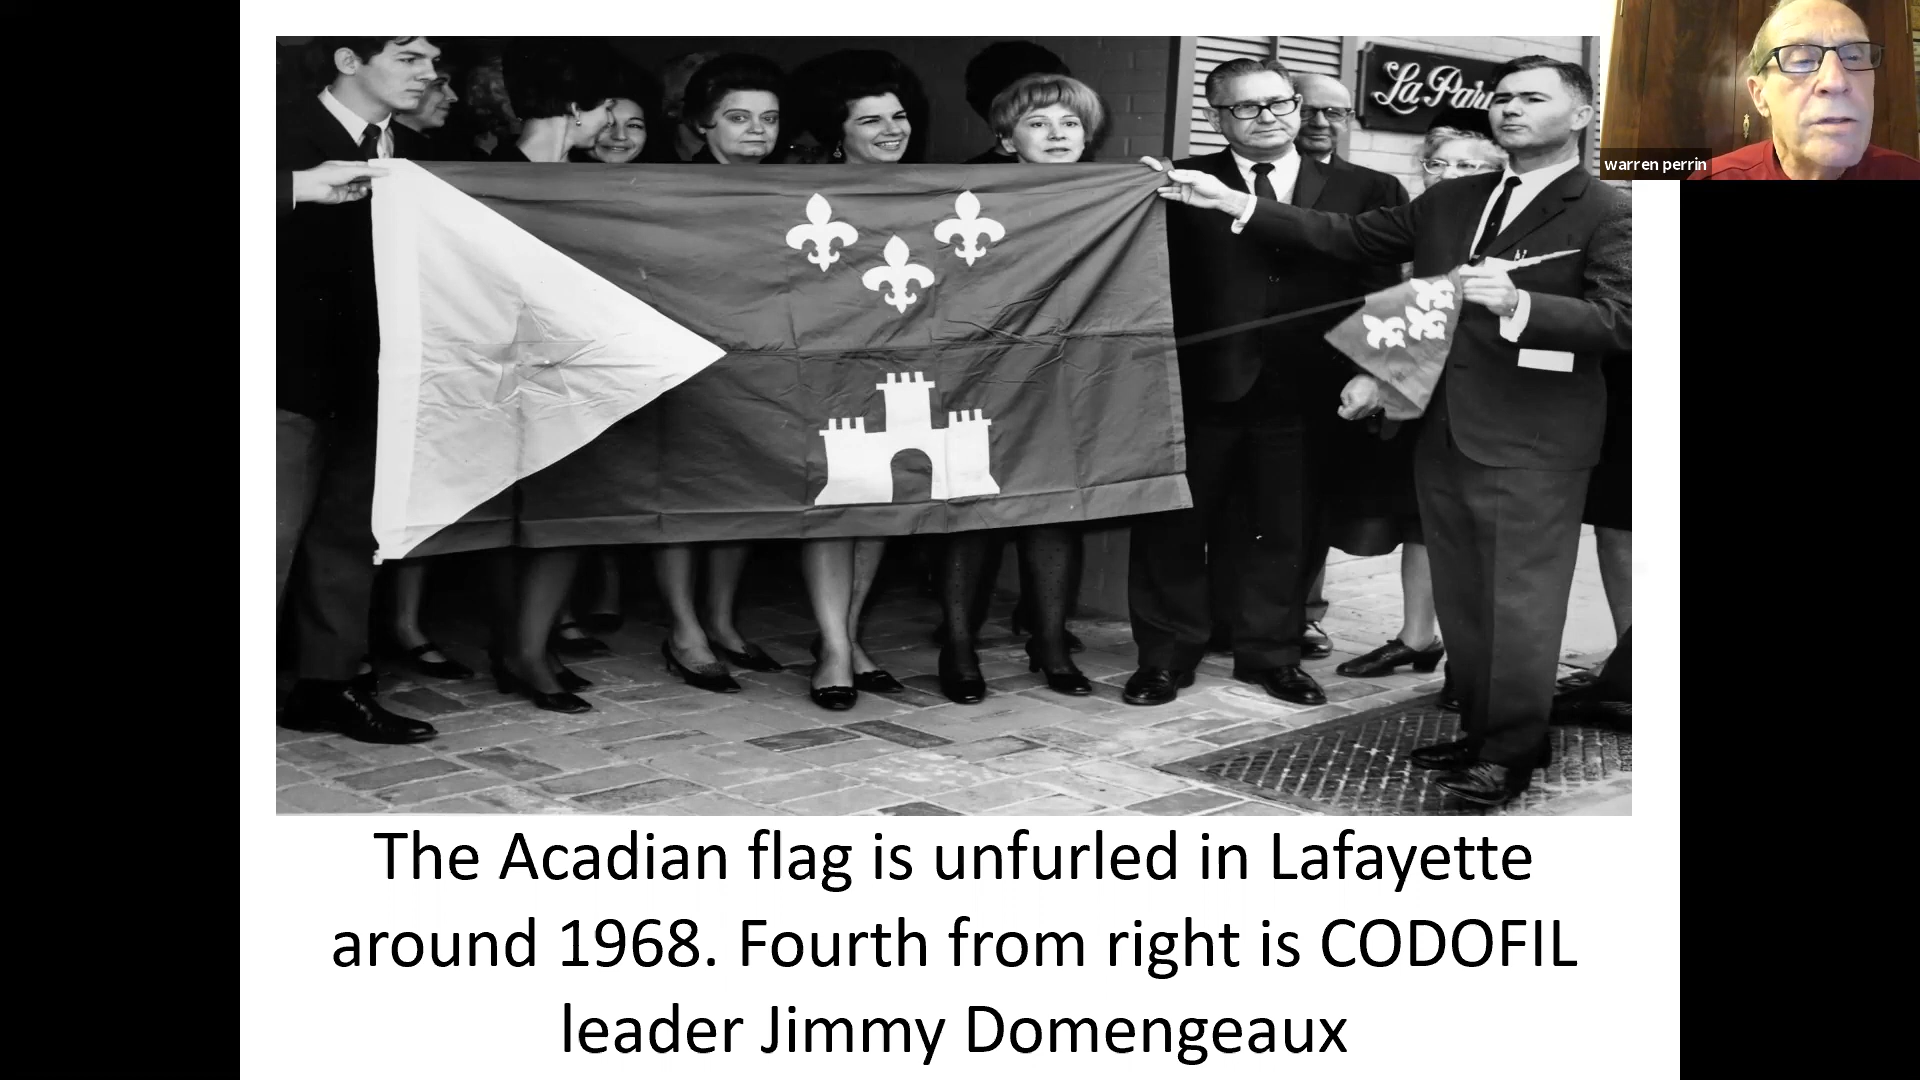 La
warren perrin
The Acadian flag is unfurled in Lafayette
around 1968. Fourth from right is CODOFIL
leader Jimmy Domengeaux